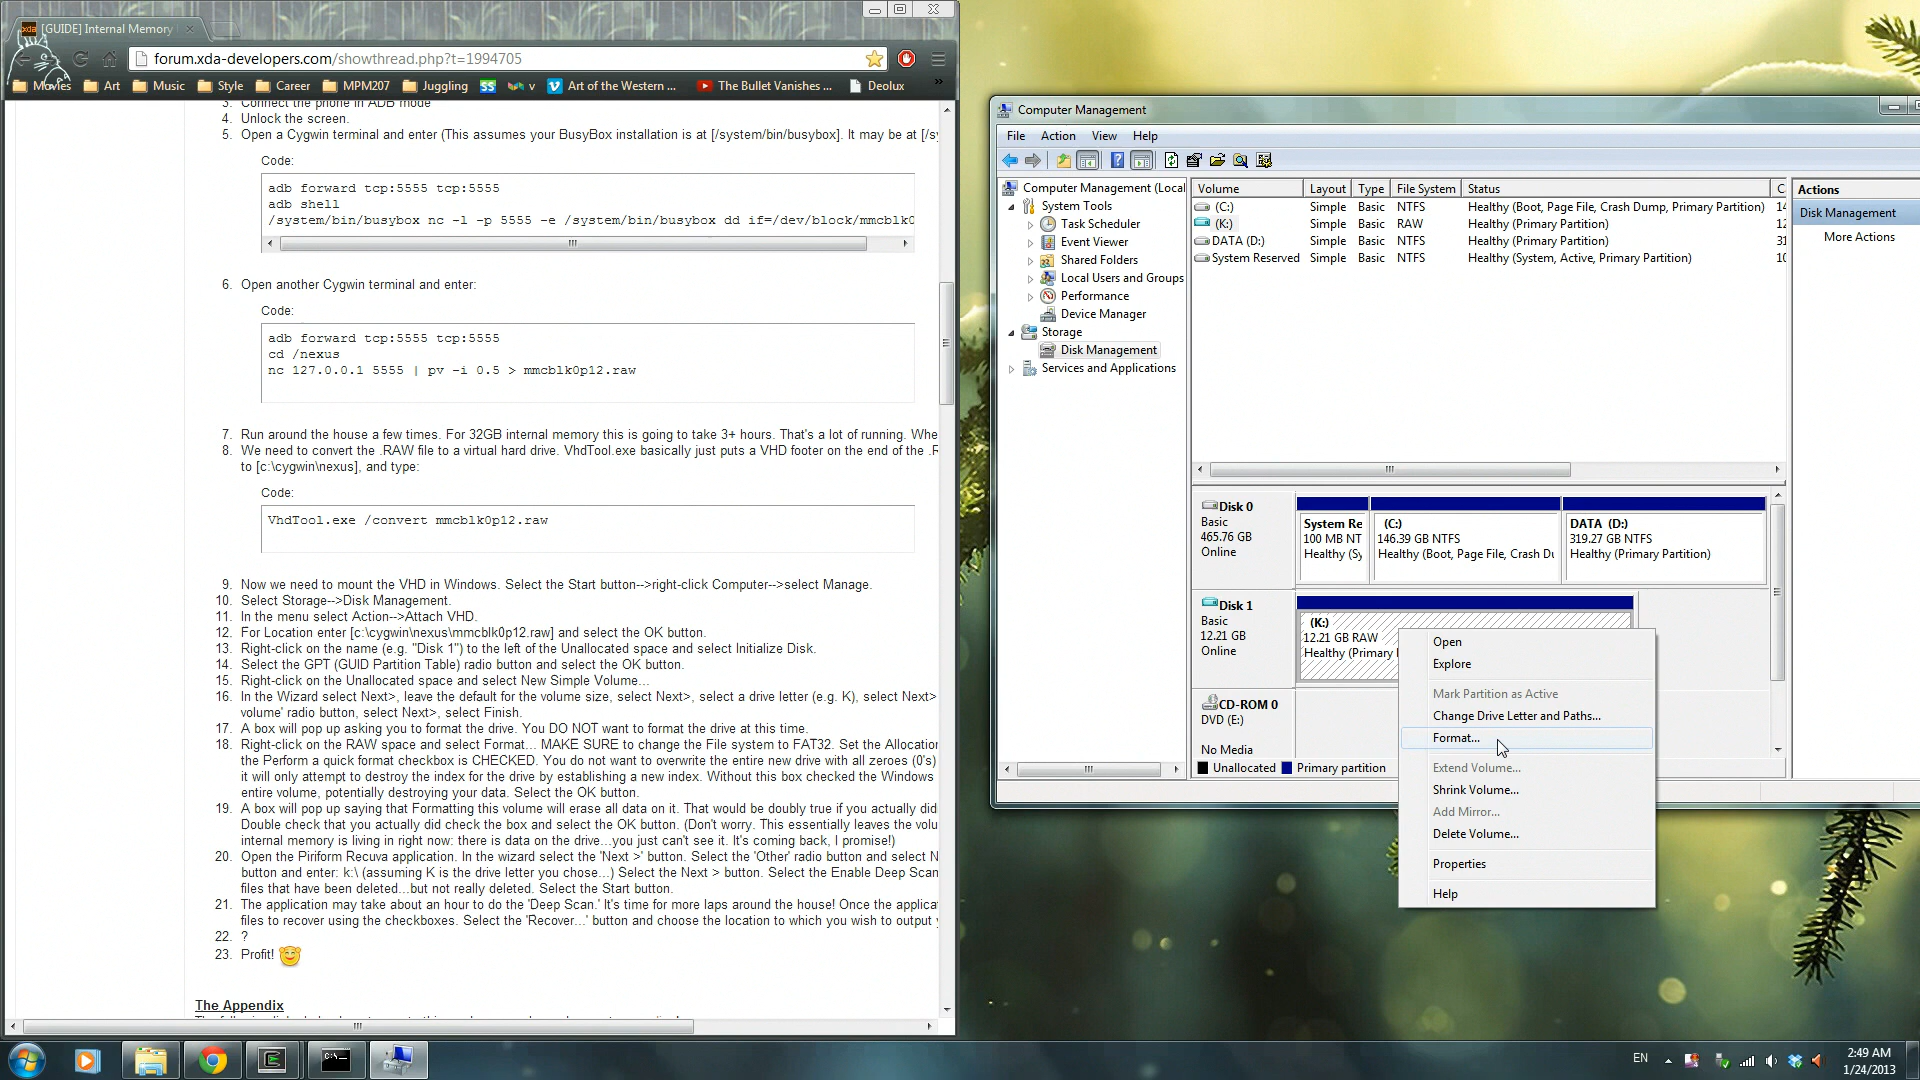 [GUIDE] Internal Memory
forum.xda-developers.com/showthread.php?t=1994705
Movies Art Music Style Career MPM207 Juggling v Art of the Western ... The Bullet Vanishes ... Deolux »
3. Connect the phone in ADB mode
4. Unlock the screen.
5. Open a Cygwin terminal and enter (This assumes your BusyBox installation is at [/system/bin/busybox]. It may be at [/s
Code:
adb forward tcp:5555 tcp:5555
adb shell
/system/bin/busybox nc -l -p 5555 -e /system/bin/busybox dd if=/dev/block/mmcblk0
6. Open another Cygwin terminal and enter:
Code:
adb forward tcp:5555 tcp:5555
cd /nexus
nc 127.0.0.1 5555 | pv -i 0.5 > mmcblk0p12.raw
7. Run around the house a few times. For 32GB internal memory this is going to take 3+ hours. That's a lot of running. Whe
8. We need to convert the .RAW file to a virtual hard drive. VhdTool.exe basically just puts a VHD footer on the end of the .R
to [c:\cygwin\nexus], and type:
Code:
VhdTool.exe /convert mmcblk0p12.raw
9. Now we need to mount the VHD in Windows. Select the Start button-->right-click Computer-->select Manage.
10. Select Storage-->Disk Management.
11. In the menu select Action-->Attach VHD.
12. For Location enter [c:\cygwin\nexus\mmcblk0p12.raw] and select the OK button.
13. Right-click on the name (e.g. "Disk 1") to the left of the Unallocated space and select Initialize Disk.
14. Select the GPT (GUID Partition Table) radio button and select the OK button.
15. Right-click on the Unallocated space and select New Simple Volume...
16. In the Wizard select Next>, leave the default for the volume size, select Next>, select a drive letter (e.g. K), select Next>
volume' radio button, select Next>, select Finish.
17. A box will pop up asking you to format the drive. You DO NOT want to format the drive at this time.
18. Right-click on the RAW space and select Format... MAKE SURE to change the File system to FAT32. Set the Allocation
the Perform a quick format checkbox is CHECKED. You do not want to overwrite the entire new drive with all zeroes (0's)
it will only attempt to destroy the index for the drive by establishing a new index. Without this box checked the Windows
entire volume, potentially destroying your data. Select the OK button.
19. A box will pop up saying that Formatting this volume will erase all data on it. That would be doubly true if you actually did
Double check that you actually did check the box and select the OK button. (Don't worry. This essentially leaves the volu
internal memory is living in right now: there is data on the drive...you just can't see it. It's coming back, I promise!)
20. Open the Piriform Recuva application. In the wizard select the 'Next >' button. Select the 'Other' radio button and select N
button and enter: k:\ (assuming K is the drive letter you chose...) Select the Next > button. Select the Enable Deep Scan
files that have been deleted...but not really deleted. Select the Start button.
21. The application may take about an hour to do the 'Deep Scan.' It's time for more laps around the house! Once the applica
files to recover using the checkboxes. Select the 'Recover...' button and choose the location to which you wish to output
22. ?
23. Profit!
The Appendix
Computer Management
File Action View Help
Computer Management (Local
System Tools
Task Scheduler
Event Viewer
Shared Folders
Local Users and Groups
Performance
Device Manager
Storage
Disk Management
Services and Applications
Volume Layout Type File System Status C
(C:) Simple Basic NTFS Healthy (Boot, Page File, Crash Dump, Primary Partition) 14
(K:) Simple Basic RAW Healthy (Primary Partition) 12
DATA (D:) Simple Basic NTFS Healthy (Primary Partition) 31
System Reserved Simple Basic NTFS Healthy (System, Active, Primary Partition) 10
Actions
Disk Management
More Actions
Disk 0
Basic
465.76 GB
Online
System Re
100 MB NT
Healthy (Sy
(C:)
146.39 GB NTFS
Healthy (Boot, Page File, Crash Du
DATA (D:)
319.27 GB NTFS
Healthy (Primary Partition)
Disk 1
Basic
12.21 GB
Online
(K:)
12.21 GB RAW
Healthy (Primary
CD-ROM 0
DVD (E:)
No Media
Unallocated Primary partition
Open
Explore
Mark Partition as Active
Change Drive Letter and Paths...
Format...
Extend Volume...
Shrink Volume...
Add Mirror...
Delete Volume...
Properties
Help
EN
2:49 AM
1/24/2013